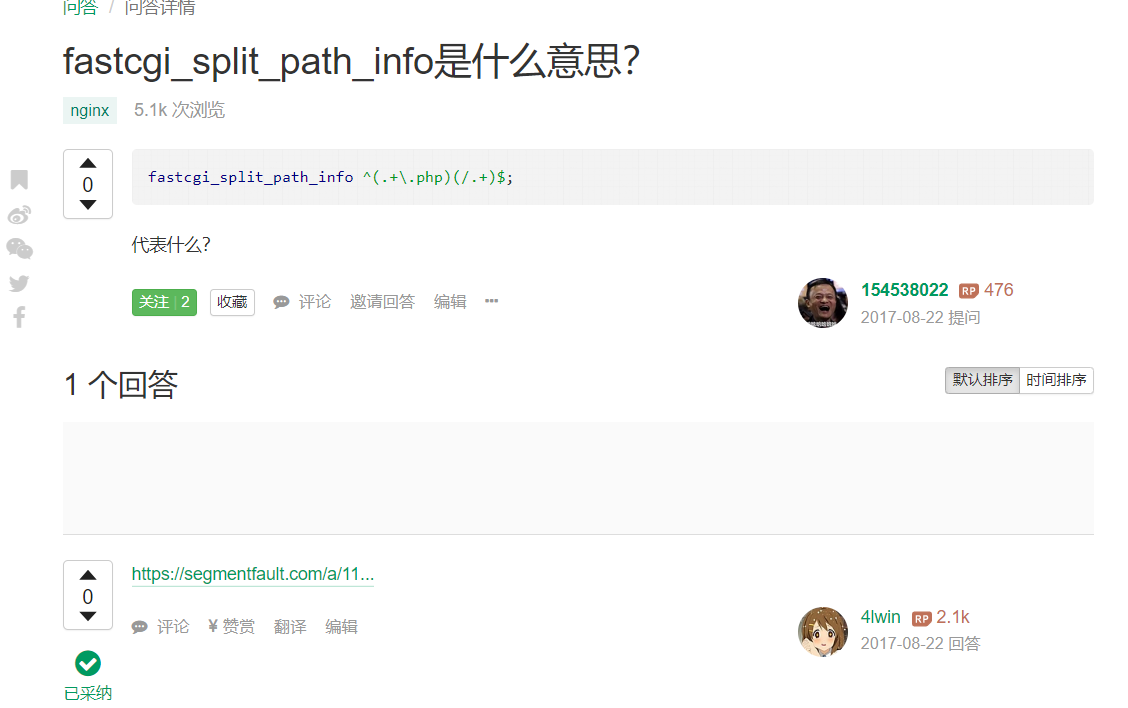 问答 / 问答详情
fastcgi_split_path_info是什么意思?
nginx 5.1k 次浏览
0
fastcgi_split_path_info ^(.+\.php)(/.+)$;
代表什么?
关注 | 2 收藏 评论 邀请回答 编辑 ···
154538022 RP 476
2017-08-22 提问
1 个回答
默认排序 时间排序
0
https://segmentfault.com/a/11...
评论 ¥ 赞赏 翻译 编辑
4lwin RP 2.1k
2017-08-22 回答
已采纳